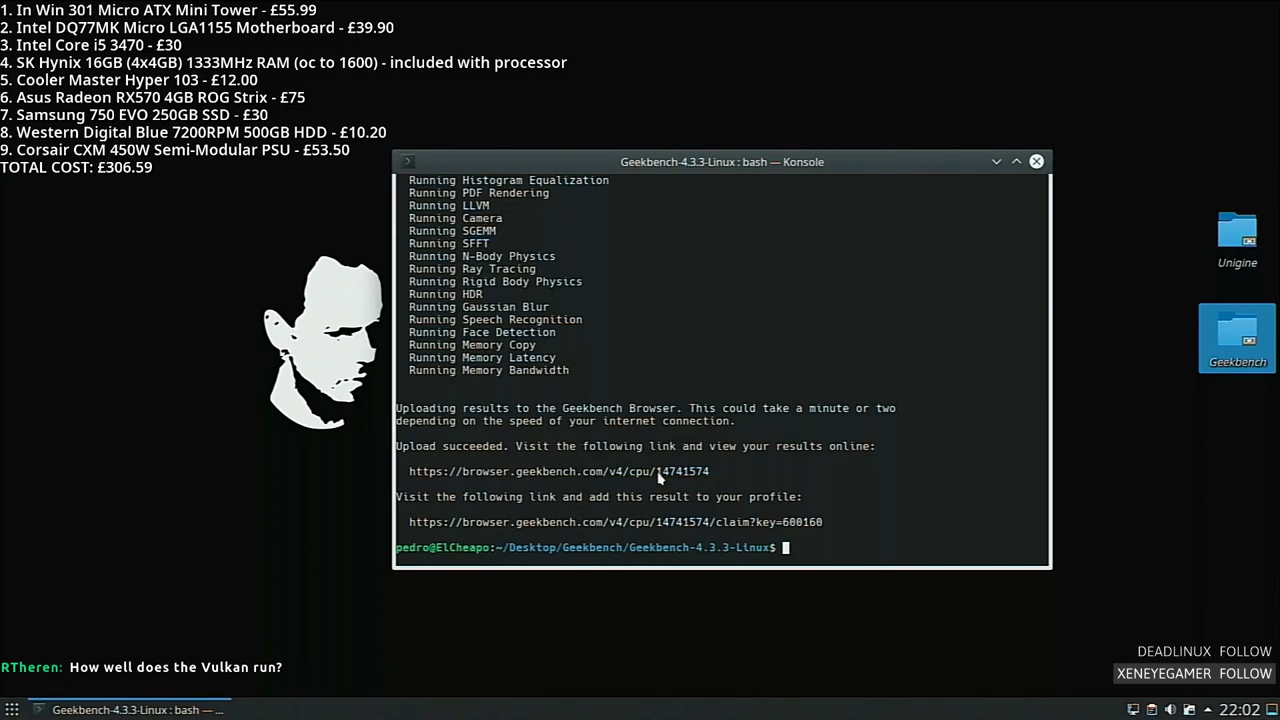 1. In Win 301 Micro ATX Mini Tower - £55.99
2. Intel DQ77MK Micro LGA1155 Motherboard - £39.90
3. Intel Core i5 3470 - £30
4. SK Hynix 16GB (4x4GB) 1333MHz RAM (oc to 1600) - included with processor
5. Cooler Master Hyper 103 - £12.00
6. Asus Radeon RX570 4GB ROG Strix - £75
7. Samsung 750 EVO 250GB SSD - £30
8. Western Digital Blue 7200RPM 500GB HDD - £10.20
9. Corsair CXM 450W Semi-Modular PSU - £53.50
TOTAL COST: £306.59
Geekbench-4.3.3-Linux : bash — Konsole
Running Histogram Equalization
Running PDF Rendering
Running LLVM
Running Camera
Running SGEMM
Running SFFT
Running N-Body Physics
Running Ray Tracing
Running Rigid Body Physics
Running HDR
Running Gaussian Blur
Running Speech Recognition
Running Face Detection
Running Memory Copy
Running Memory Latency
Running Memory Bandwidth
Uploading results to the Geekbench Browser. This could take a minute or two
depending on the speed of your internet connection.
Upload succeeded. Visit the following link and view your results online:
https://browser.geekbench.com/v4/cpu/14741574
Visit the following link and add this result to your profile:
https://browser.geekbench.com/v4/cpu/14741574/claim?key=600160
pedro@ElCheapo:~/Desktop/Geekbench/Geekbench-4.3.3-Linux$
Unigine
Geekbench
RTheren: How well does the Vulkan run?
DEADLINUX FOLLOW
XENEYEGAMER FOLLOW
Geekbench-4.3.3-Linux : bash — ...
22:02